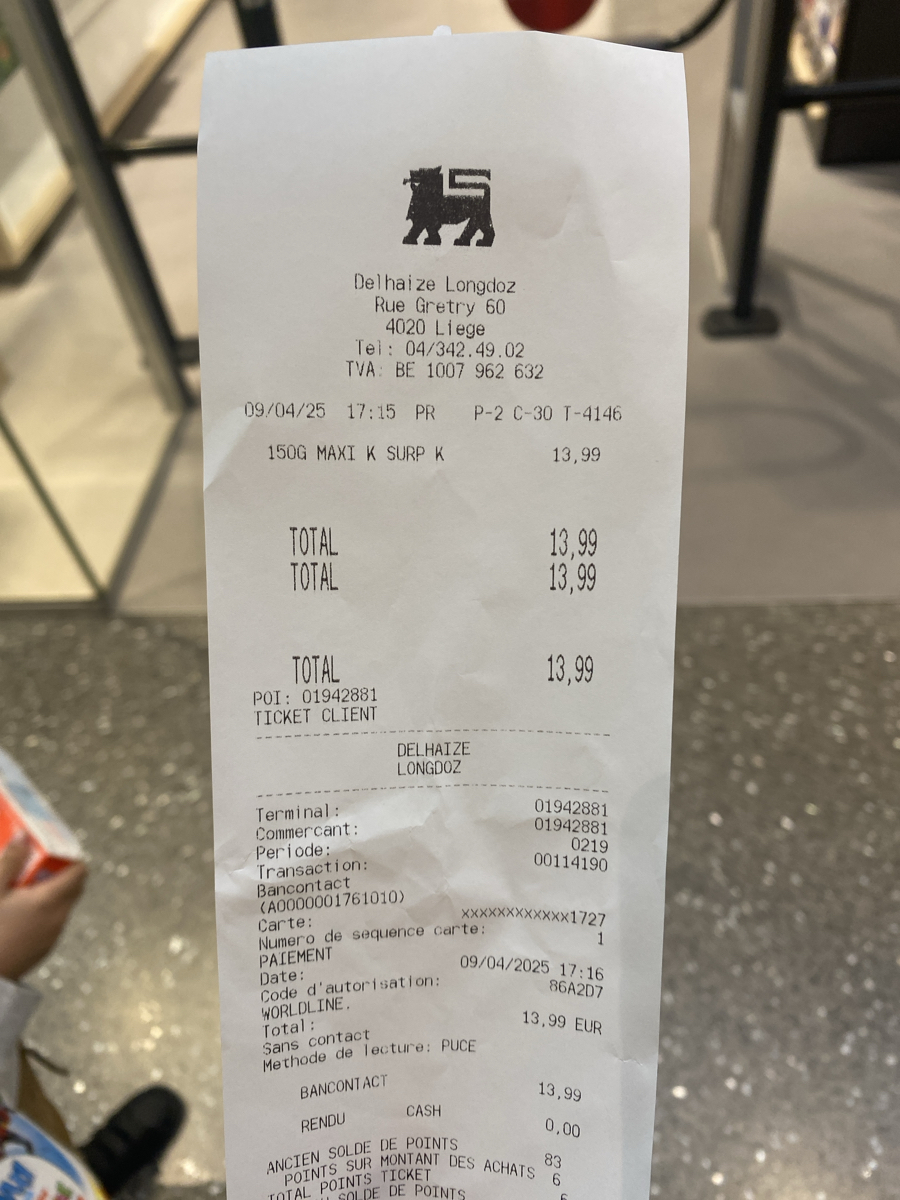 Delhaize Longdoz
Rue Gretry 60
4020 Liege
Tel: 04/342.49.02
TVA: BE 1007 962 632
09/04/25 17:15 PR P-2 C-30 T-4146
150G MAXI K SURP K 13,99
TOTAL 13,99
TOTAL 13,99
TOTAL 13,99
POI: 01942881
TICKET CLIENT
DELHAIZE
LONGDOZ
Terminal: 01942881
Commercant: 01942881
Periode: 0219
Transaction: 00114190
Bancontact
(A0000001761010)
Carte: xxxxxxxxxxxx1727
Numero de sequence carte: 1
PAIEMENT
Date: 09/04/2025 17:16
Code d'autorisation: 86A2D7
WORLDLINE.
Total: 13,99 EUR
Sans contact
Methode de lecture: PUCE
BANCONTACT 13,99
RENDU CASH 0,00
ANCIEN SOLDE DE POINTS 83
POINTS SUR MONTANT DES ACHATS 6
TOTAL POINTS TICKET 6
SOLDE DE POINTS